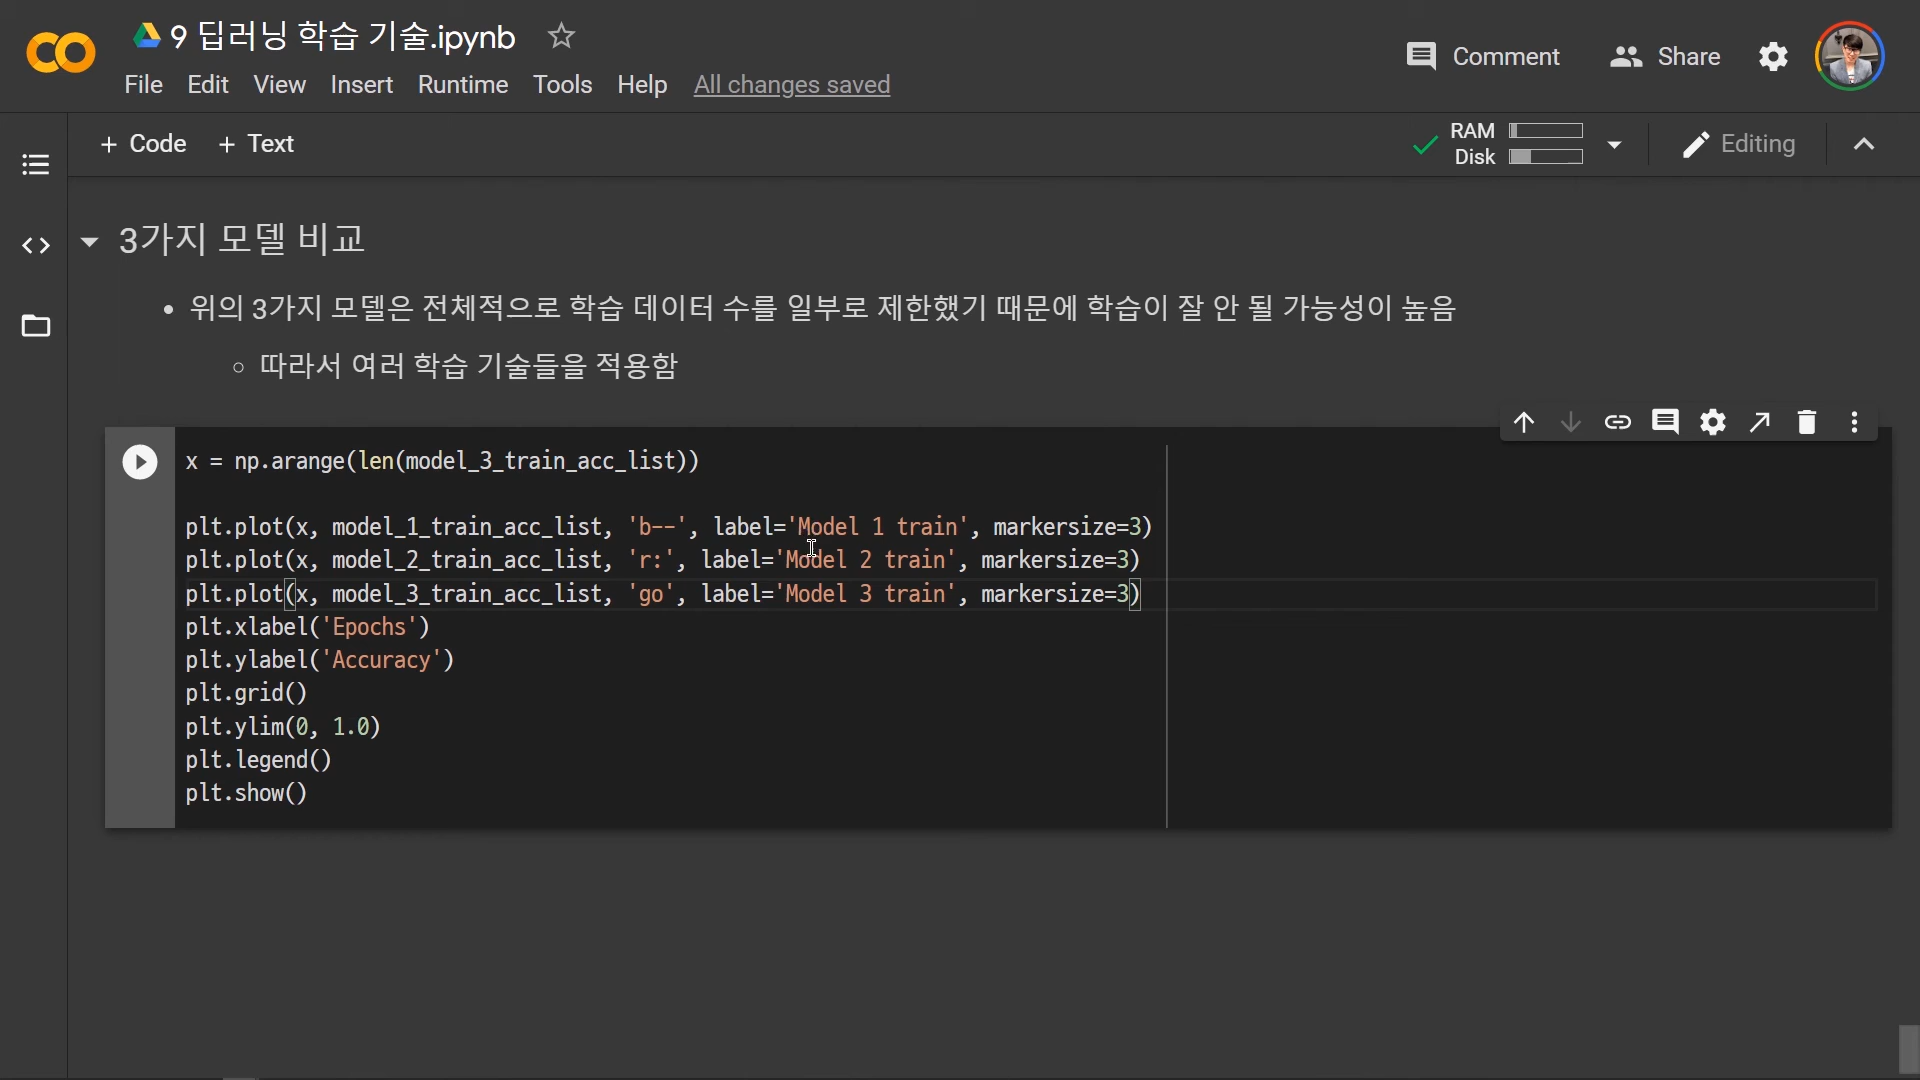 9 딥러닝 학습 기술.ipynb
Comment
Share
File Edit View Insert Runtime Tools Help All changes saved
+ Code + Text
RAM
Disk
Editing
3가지 모델 비교
• 위의 3가지 모델은 전체적으로 학습 데이터 수를 일부로 제한했기 때문에 학습이 잘 안 될 가능성이 높음
◦ 따라서 여러 학습 기술들을 적용함
x = np.arange(len(model_3_train_acc_list))
plt.plot(x, model_1_train_acc_list, 'b--', label='Model 1 train', markersize=3)
plt.plot(x, model_2_train_acc_list, 'r:', label='Model 2 train', markersize=3)
plt.plot(x, model_3_train_acc_list, 'go', label='Model 3 train', markersize=3)
plt.xlabel('Epochs')
plt.ylabel('Accuracy')
plt.grid()
plt.ylim(0, 1.0)
plt.legend()
plt.show()